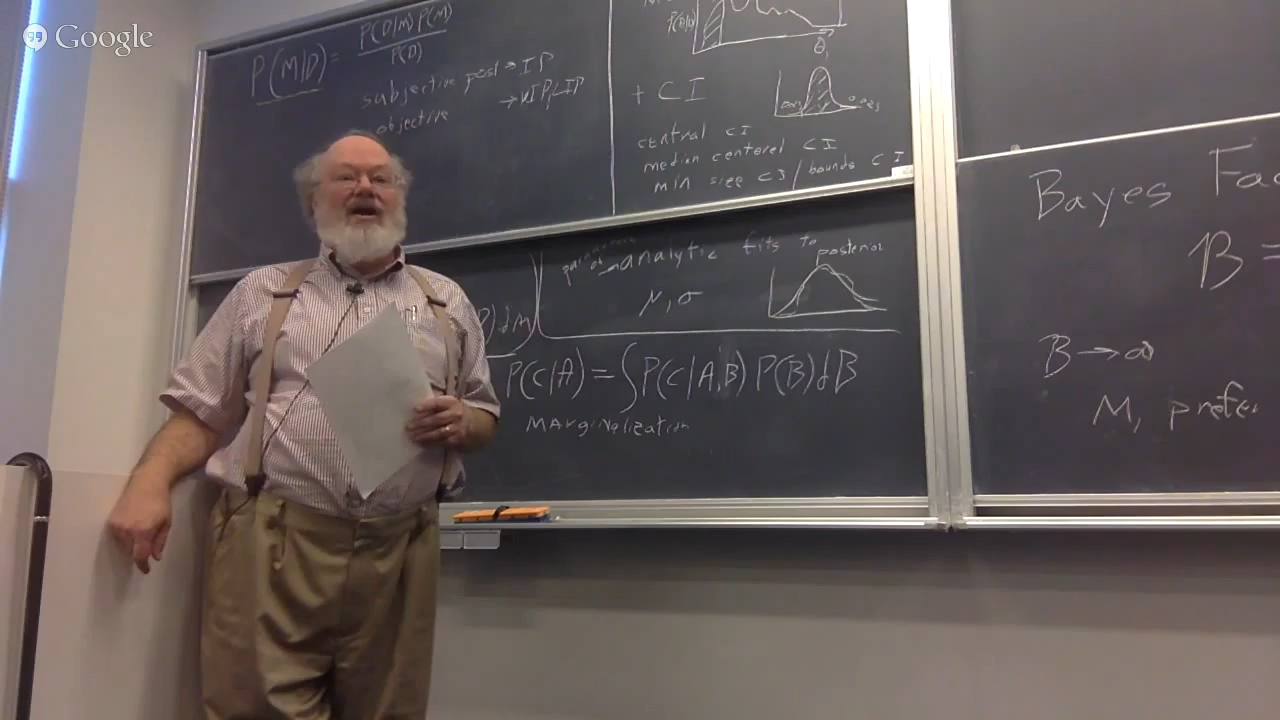 Google
P(M|D) = P(D|M) P(M)
P(D)
subjective post → IP
objective → NIP, LIP
P(θ|D)
θ,
+ CI
central CI
median centered CI
min size CI / bounds CI
analytic fits to posterior
μ, σ
P(C|A) = ∫P(C|A,B) P(B)dB
MArginalization
Bayes Fa
B =
B → ∞
M, prefer